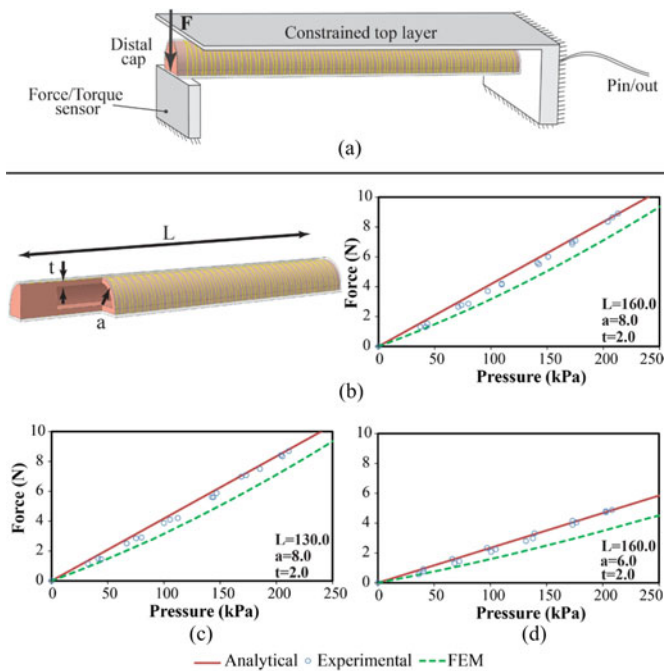 F
Constrained top layer
Distal
cap
Force/Torque
sensor
Pin/out
(a)
L
t
a
Force (N)
10
8
6
4
2
0
0 50 100 150 200 250
Pressure (kPa)
L=160.0
a=8.0
t=2.0
(b)
Force (N)
10
8
6
4
2
0
0 50 100 150 200 250
Pressure (kPa)
L=130.0
a=8.0
t=2.0
(c)
10
8
6
4
2
0
0 50 100 150 200 250
Pressure (kPa)
L=160.0
a=6.0
t=2.0
(d)
Analytical Experimental FEM